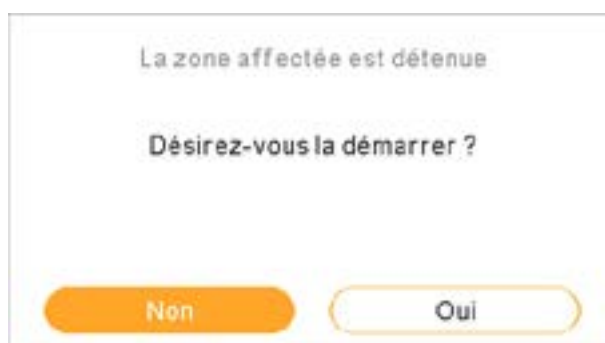 La zone affectée est détenue
Désirez-vous la démarrer ?
Non
Oui